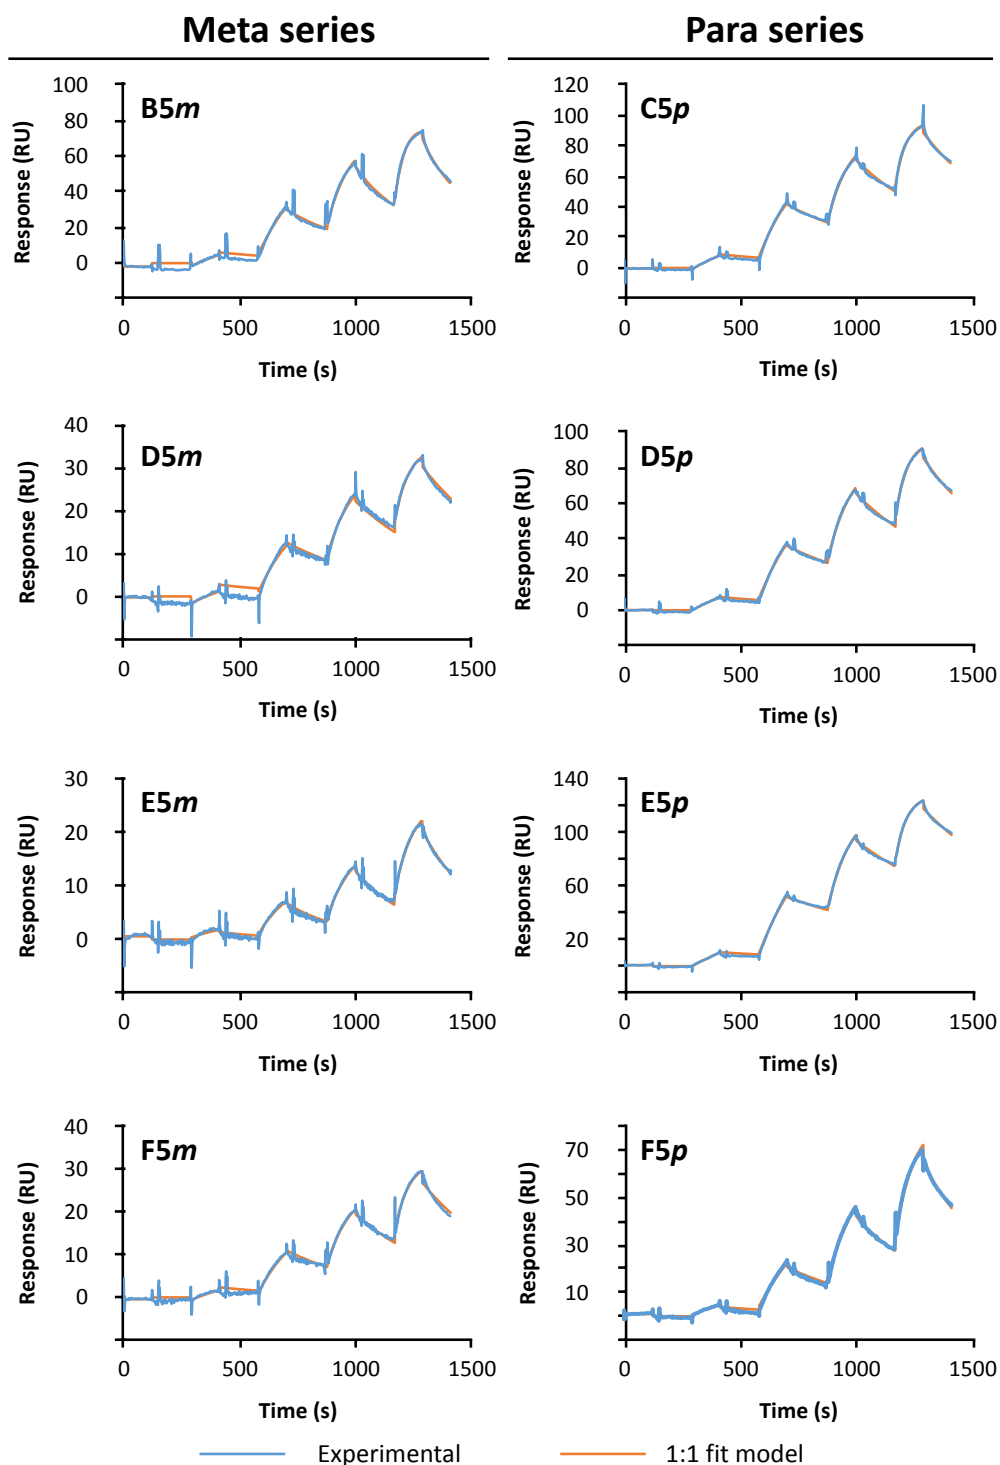 Meta series
Para series
B5m
Response (RU)
100
80
60
40
20
0
0 500 1000 1500
Time (s)
C5p
Response (RU)
120
100
80
60
40
20
0
0 500 1000 1500
Time (s)
D5m
Response (RU)
40
30
20
10
0
0 500 1000 1500
Time (s)
D5p
Response (RU)
100
80
60
40
20
0
0 500 1000 1500
Time (s)
E5m
Response (RU)
30
20
10
0
0 500 1000 1500
Time (s)
E5p
Response (RU)
140
100
60
20
0 500 1000 1500
Time (s)
F5m
Response (RU)
40
30
20
10
0
0 500 1000 1500
Time (s)
F5p
Response (RU)
70
50
30
10
0 500 1000 1500
Time (s)
Experimental
1:1 fit model